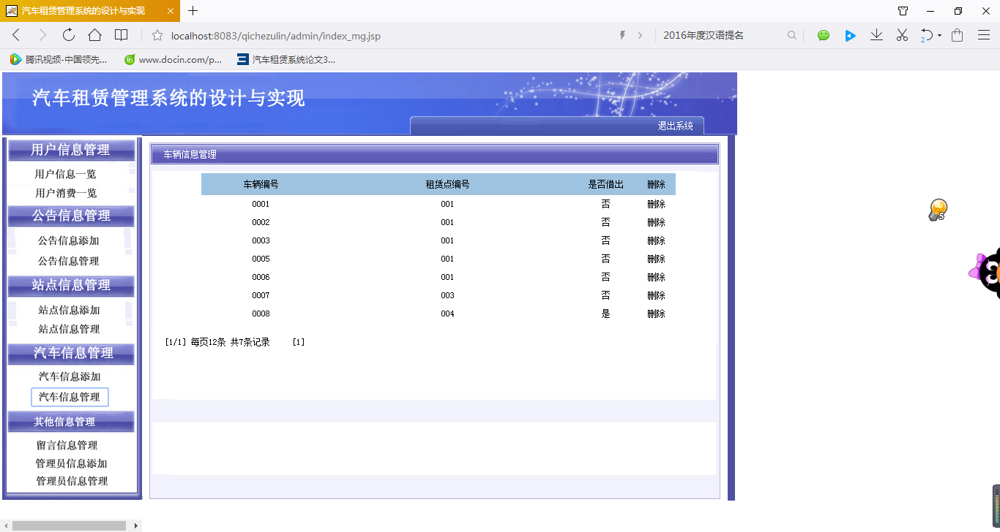 汽车租赁管理系统的设计与实现
localhost:8083/qichezulin/admin/index_mg.jsp
2016年度汉语提名
2
腾讯视频-中国领先...
www.docin.com/p...
汽车租赁系统论文3...
汽车租赁管理系统的设计与实现
退出系统
用户信息管理
用户信息一览
用户消费一览
公告信息管理
公告信息添加
公告信息管理
站点信息管理
站点信息添加
站点信息管理
汽车信息管理
汽车信息添加
汽车信息管理
其他信息管理
留言信息管理
管理员信息添加
管理员信息管理
车辆信息管理
车辆编号 租赁点编号 是否借出 删除
0001 001 否 删除
0002 001 否 删除
0003 001 否 删除
0005 001 否 删除
0006 001 否 删除
0007 003 否 删除
0008 004 是 删除
[1/1] 每页12条 共7条记录 [1]